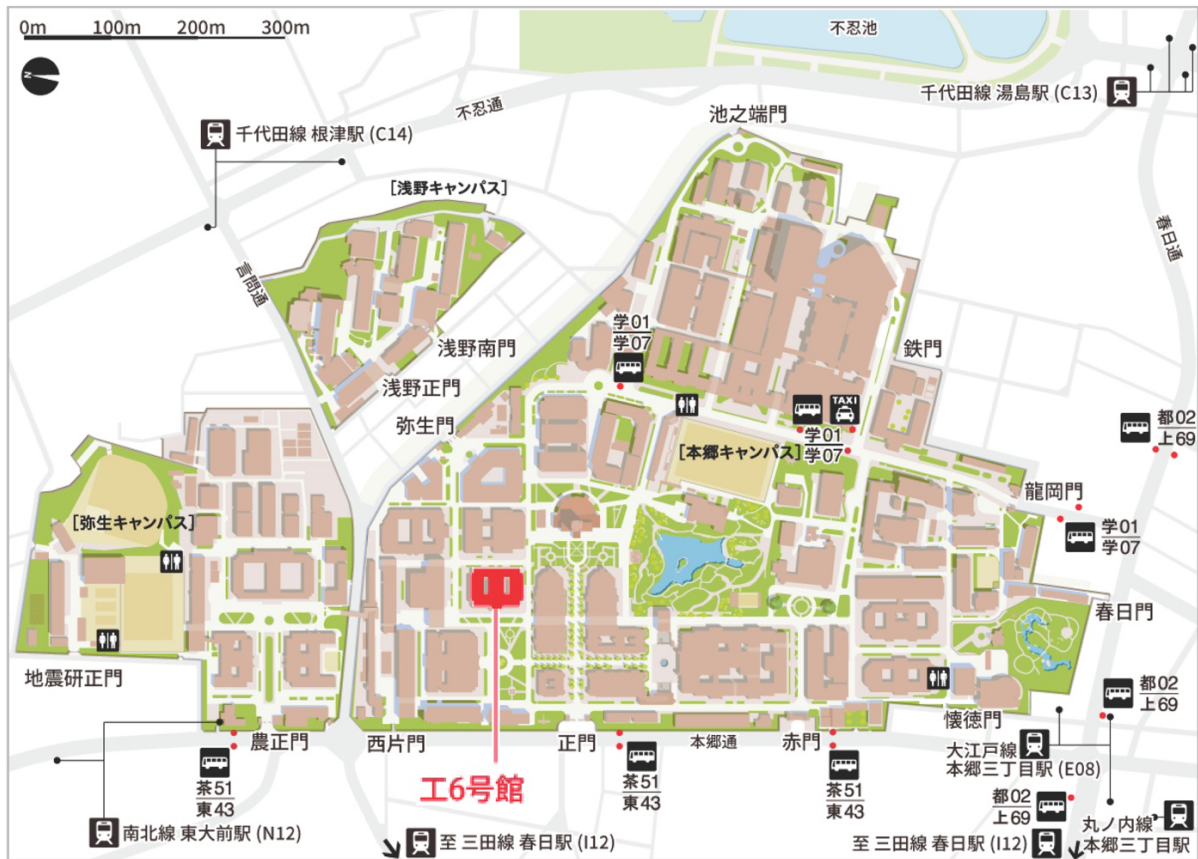 0m 100m 200m 300m
N
不忍池
千代田線 湯島駅 (C13)
不忍通
池之端門
千代田線 根津駅 (C14)
[浅野キャンパス]
春日通
言問通
学01
学07
浅野南門
鉄門
浅野正門
TAXI
弥生門
学01
学07
[本郷キャンパス]
都02
上69
龍岡門
[弥生キャンパス]
学01
学07
春日門
地震研正門
都02
上69
懐徳門
農正門
西片門
正門
本郷通
赤門
大江戸線
本郷三丁目駅 (E08)
茶51
東43
工6号館
茶51
東43
茶51
東43
都02
上69
南北線 東大前駅 (N12)
至 三田線 春日駅 (I12)
至 三田線 春日駅 (I12)
丸ノ内線
本郷三丁目駅